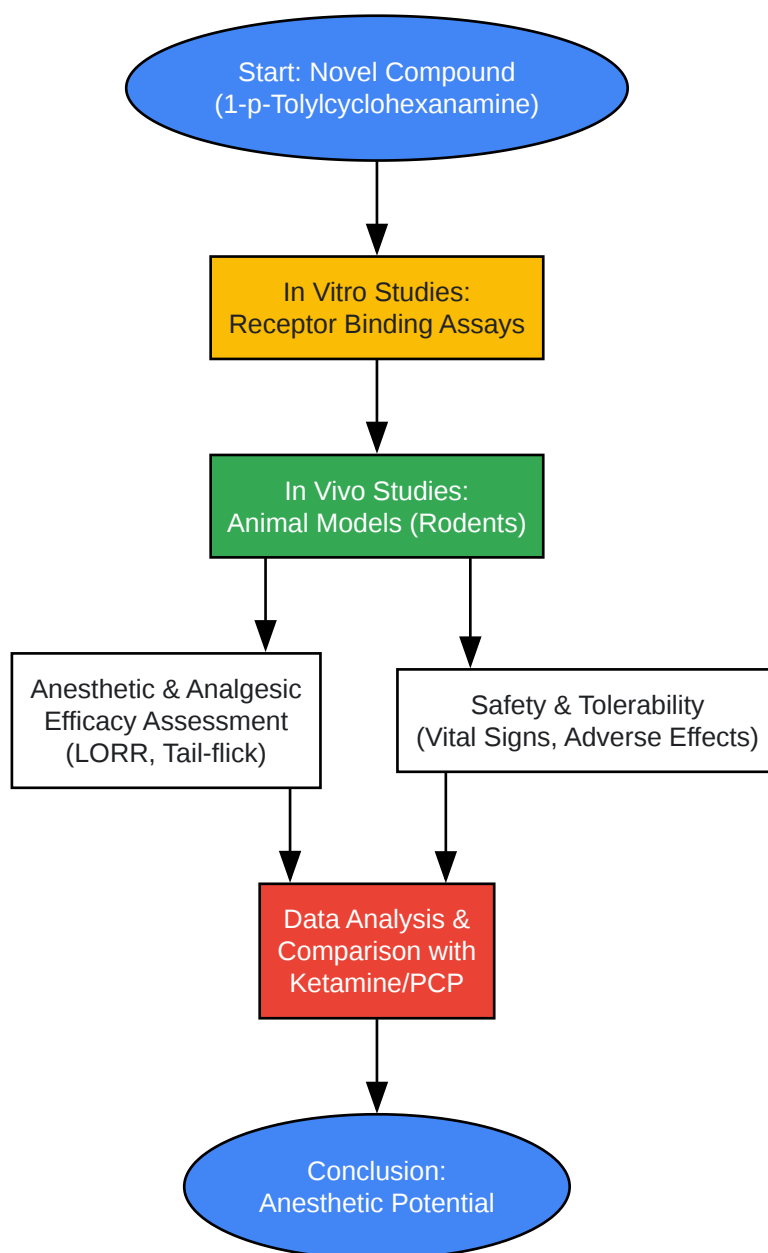 Start: Novel Compound
(1-p-Tolylcyclohexanamine)
In Vitro Studies:
Receptor Binding Assays
In Vivo Studies:
Animal Models (Rodents)
Anesthetic & Analgesic
Efficacy Assessment
(LORR, Tail-flick)
Safety & Tolerability
(Vital Signs, Adverse Effects)
Data Analysis &
Comparison with
Ketamine/PCP
Conclusion:
Anesthetic Potential